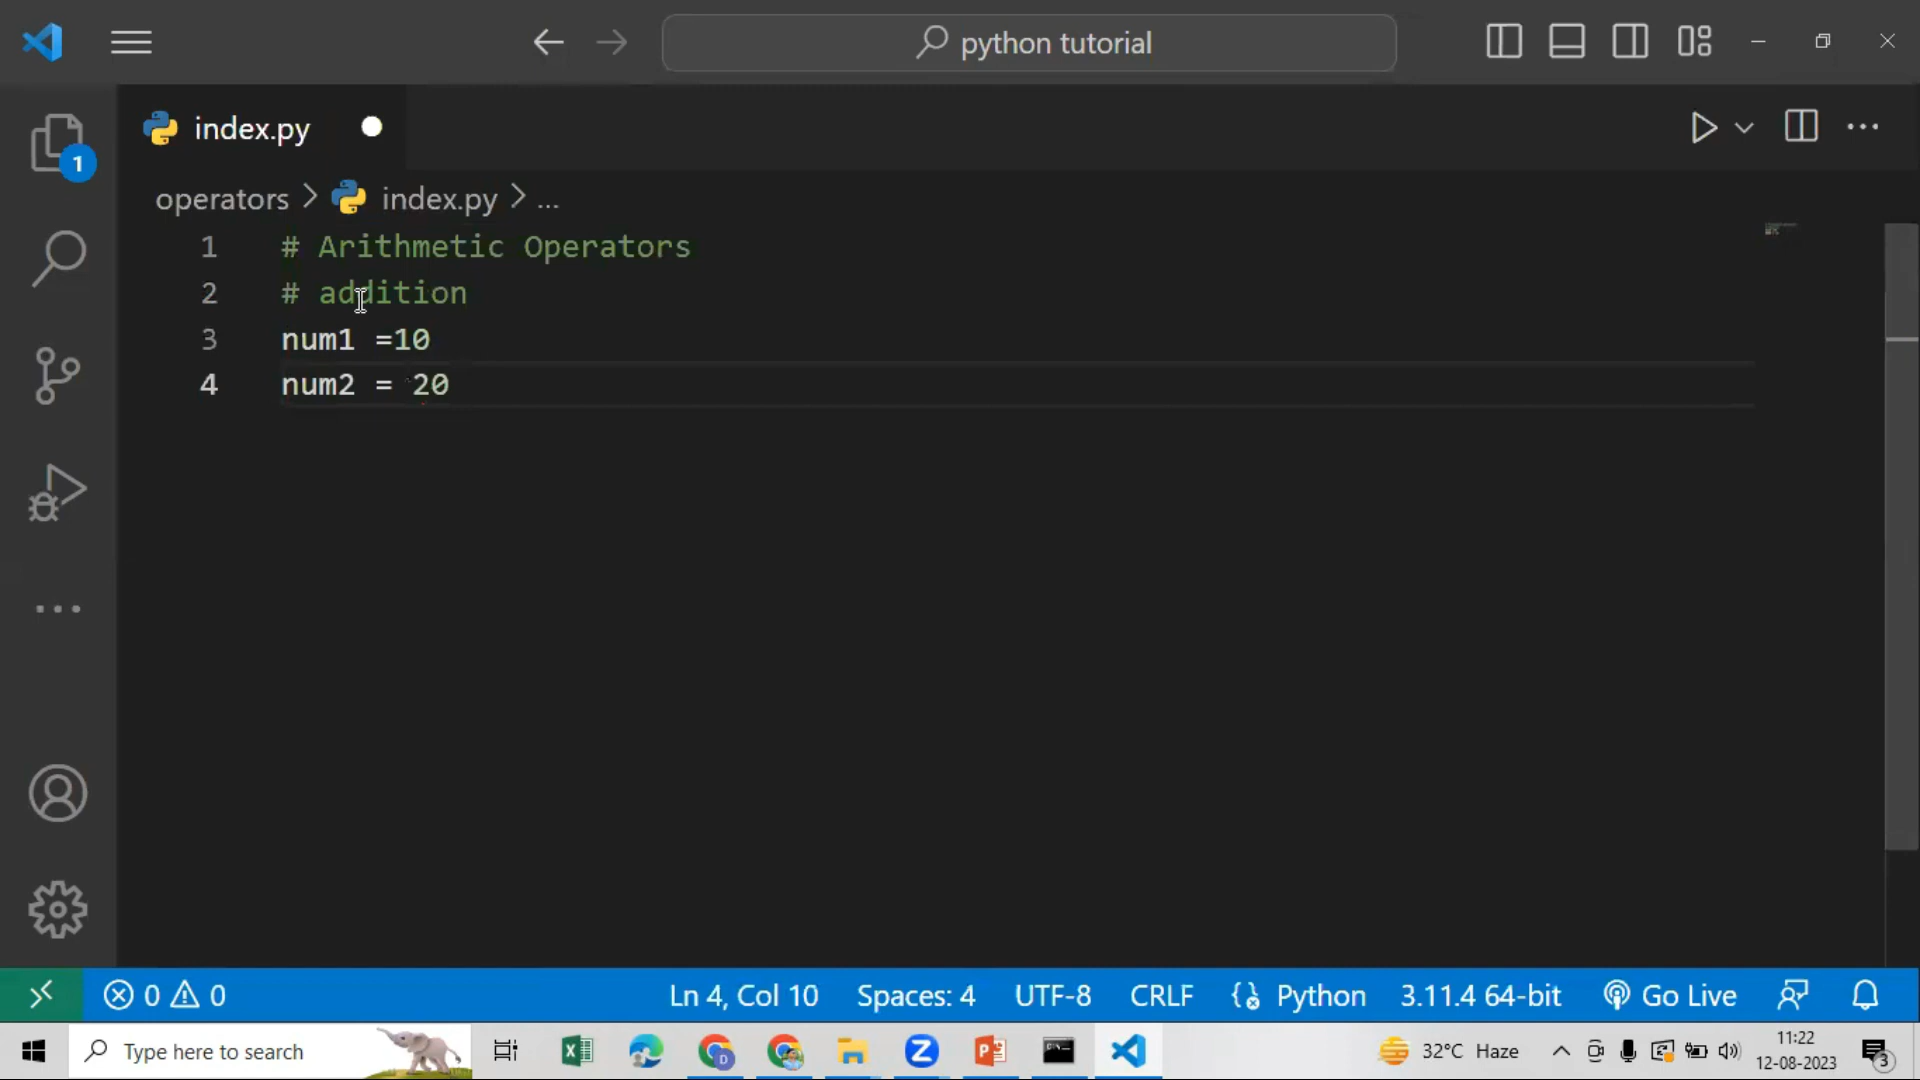 python tutorial
index.py
1
operators > index.py > ...
1 # Arithmetic Operators
2 # addition
3 num1 =10
4 num2 = 20
0 0 Ln 4, Col 10 Spaces: 4 UTF-8 CRLF Python 3.11.4 64-bit Go Live
Type here to search 32°C Haze 11:22
12-08-2023 3